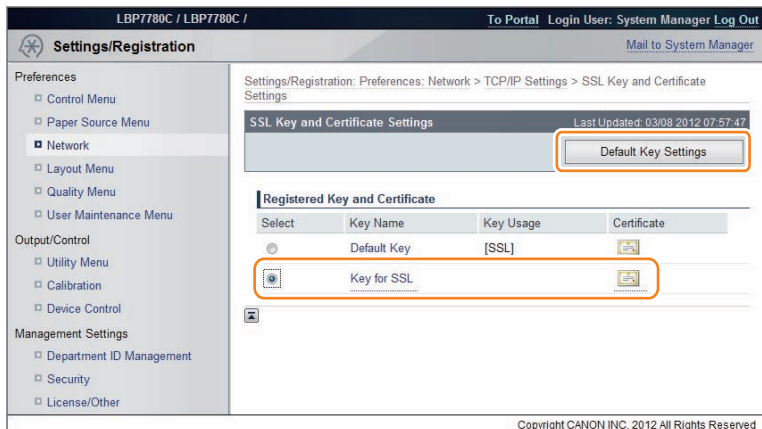 LBP7780C / LBP7780C /
To Portal Login User: System Manager Log Out
Settings/Registration
Mail to System Manager
Preferences
Control Menu
Paper Source Menu
Network
Layout Menu
Quality Menu
User Maintenance Menu
Output/Control
Utility Menu
Calibration
Device Control
Management Settings
Department ID Management
Security
License/Other
Settings/Registration: Preferences: Network > TCP/IP Settings > SSL Key and Certificate
Settings
SSL Key and Certificate Settings
Last Updated: 03/08 2012 07:57:47
Default Key Settings
Registered Key and Certificate
Select Key Name Key Usage Certificate
Default Key [SSL]
Key for SSL
Copyright CANON INC. 2012 All Rights Reserved